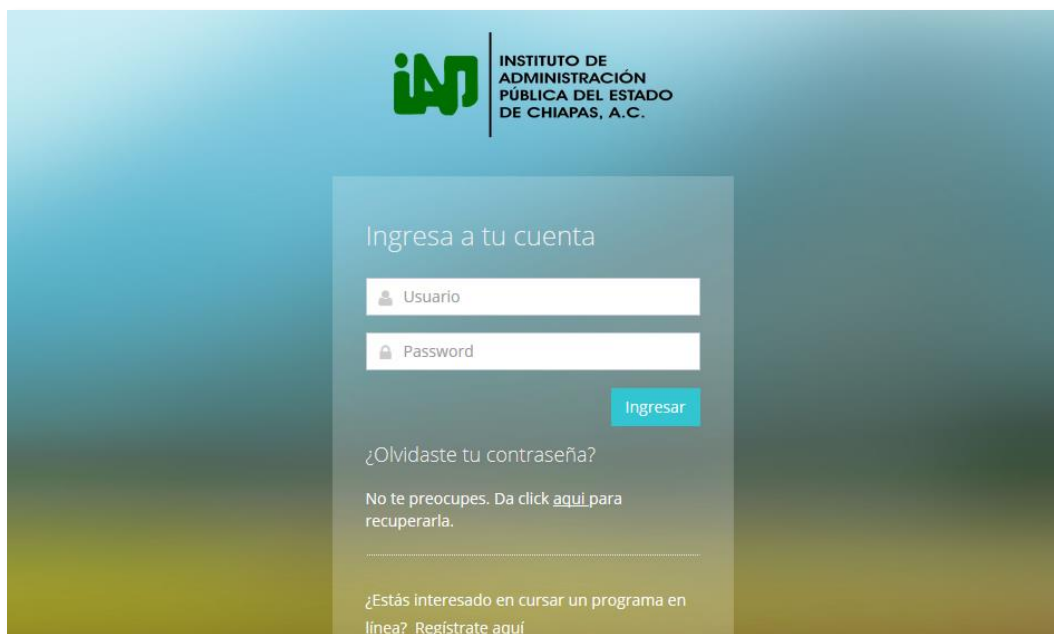 iap
INSTITUTO DE
ADMINISTRACIÓN
PÚBLICA DEL ESTADO
DE CHIAPAS, A.C.
Ingresa a tu cuenta
Usuario
Password
Ingresar
¿Olvidaste tu contraseña?
No te preocupes. Da click aqui para
recuperarla.
¿Estás interesado en cursar un programa en
línea? Regístrate aquí